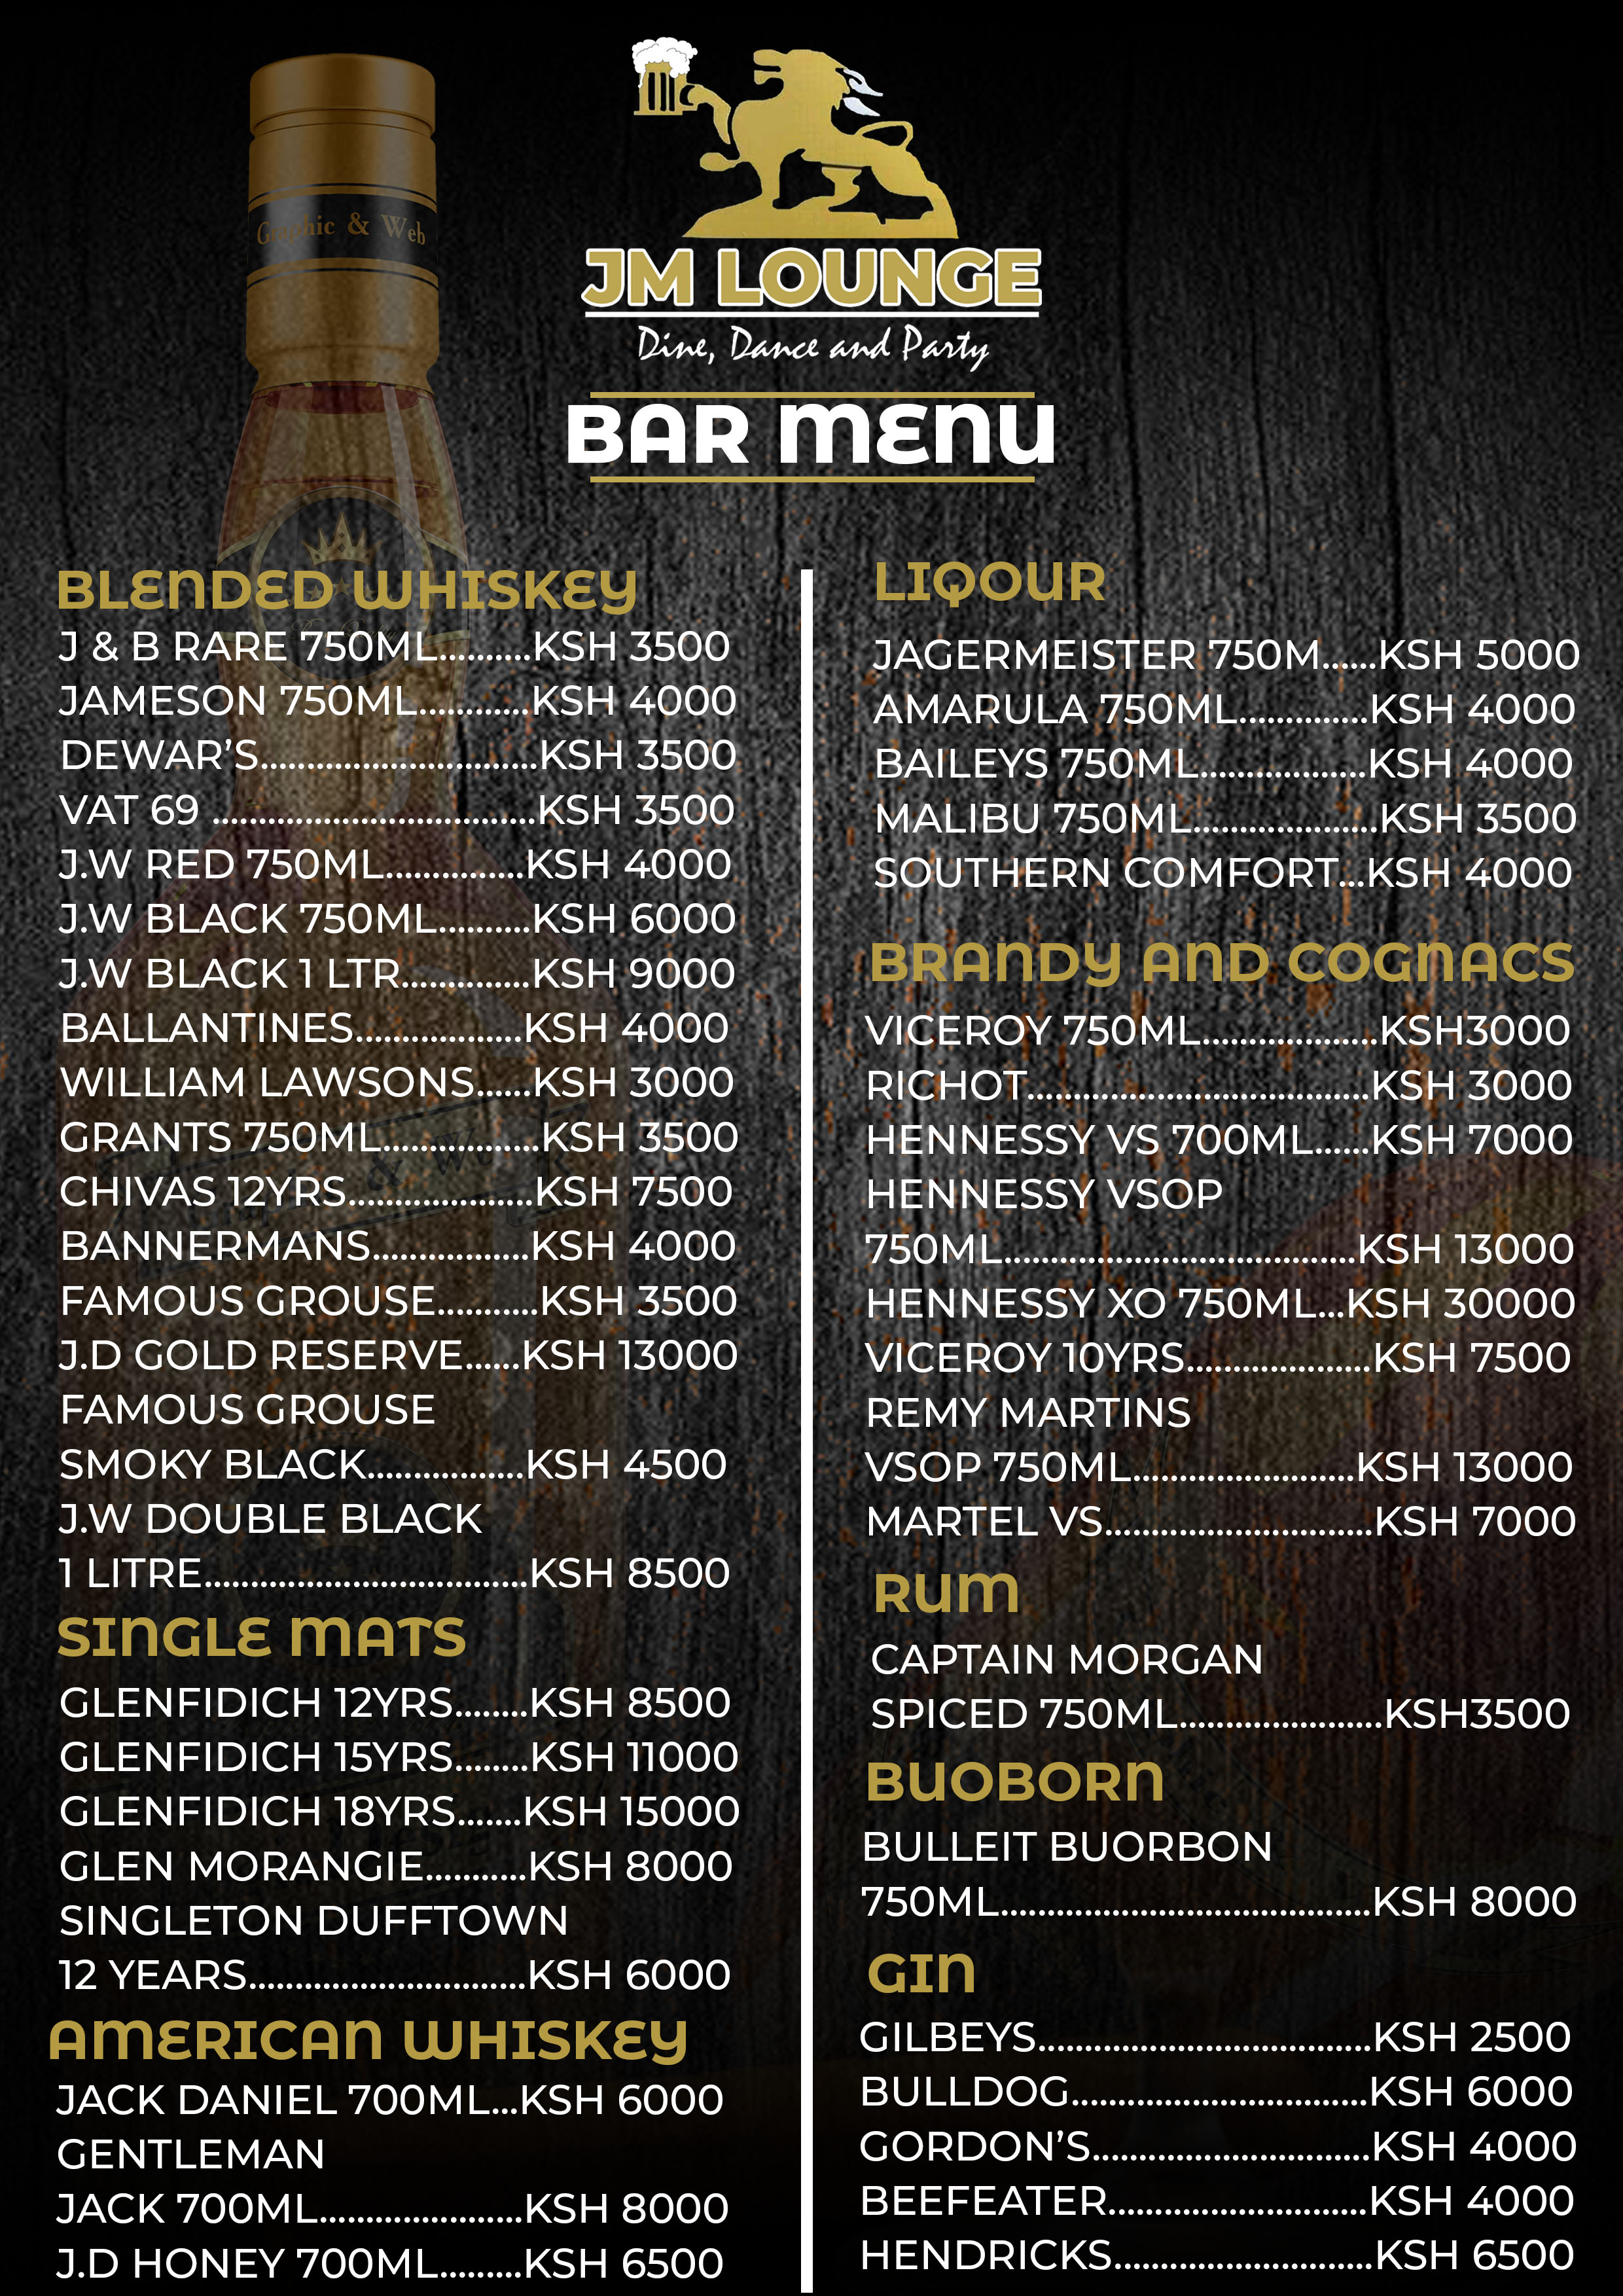 JM LOUNGE
Dine, Dance and Party
BAR MENU
Graphic & Web
BLENDED WHISKEY
J & B RARE 750ML..........KSH 3500
JAMESON 750ML............KSH 4000
DEWAR’S..............................KSH 3500
VAT 69 ...................................KSH 3500
J.W RED 750ML...............KSH 4000
J.W BLACK 750ML..........KSH 6000
J.W BLACK 1 LTR..............KSH 9000
BALLANTINES..................KSH 4000
WILLIAM LAWSONS......KSH 3000
GRANTS 750ML.................KSH 3500
CHIVAS 12YRS....................KSH 7500
BANNERMANS.................KSH 4000
FAMOUS GROUSE...........KSH 3500
J.D GOLD RESERVE......KSH 13000
FAMOUS GROUSE
SMOKY BLACK.................KSH 4500
J.W DOUBLE BLACK
1 LITRE...................................KSH 8500
SINGLE MATS
GLENFIDICH 12YRS........KSH 8500
GLENFIDICH 15YRS........KSH 11000
GLENFIDICH 18YRS.......KSH 15000
GLEN MORANGIE...........KSH 8000
SINGLETON DUFFTOWN
12 YEARS..............................KSH 6000
AMERICAN WHISKEY
JACK DANIEL 700ML...KSH 6000
GENTLEMAN
JACK 700ML......................KSH 8000
J.D HONEY 700ML.........KSH 6500
LIQOUR
JAGERMEISTER 750M......KSH 5000
AMARULA 750ML..............KSH 4000
BAILEYS 750ML..................KSH 4000
MALIBU 750ML....................KSH 3500
SOUTHERN COMFORT...KSH 4000
BRANDY AND COGNACS
VICEROY 750ML...................KSH3000
RICHOT.....................................KSH 3000
HENNESSY VS 700ML......KSH 7000
HENNESSY VSOP
750ML......................................KSH 13000
HENNESSY XO 750ML...KSH 30000
VICEROY 10YRS....................KSH 7500
REMY MARTINS
VSOP 750ML........................KSH 13000
MARTEL VS.............................KSH 7000
RUM
CAPTAIN MORGAN
SPICED 750ML......................KSH3500
BUOBORN
BULLEIT BUORBON
750ML........................................KSH 8000
GIN
GILBEYS....................................KSH 2500
BULLDOG................................KSH 6000
GORDON’S..............................KSH 4000
BEEFEATER............................KSH 4000
HENDRICKS............................KSH 6500